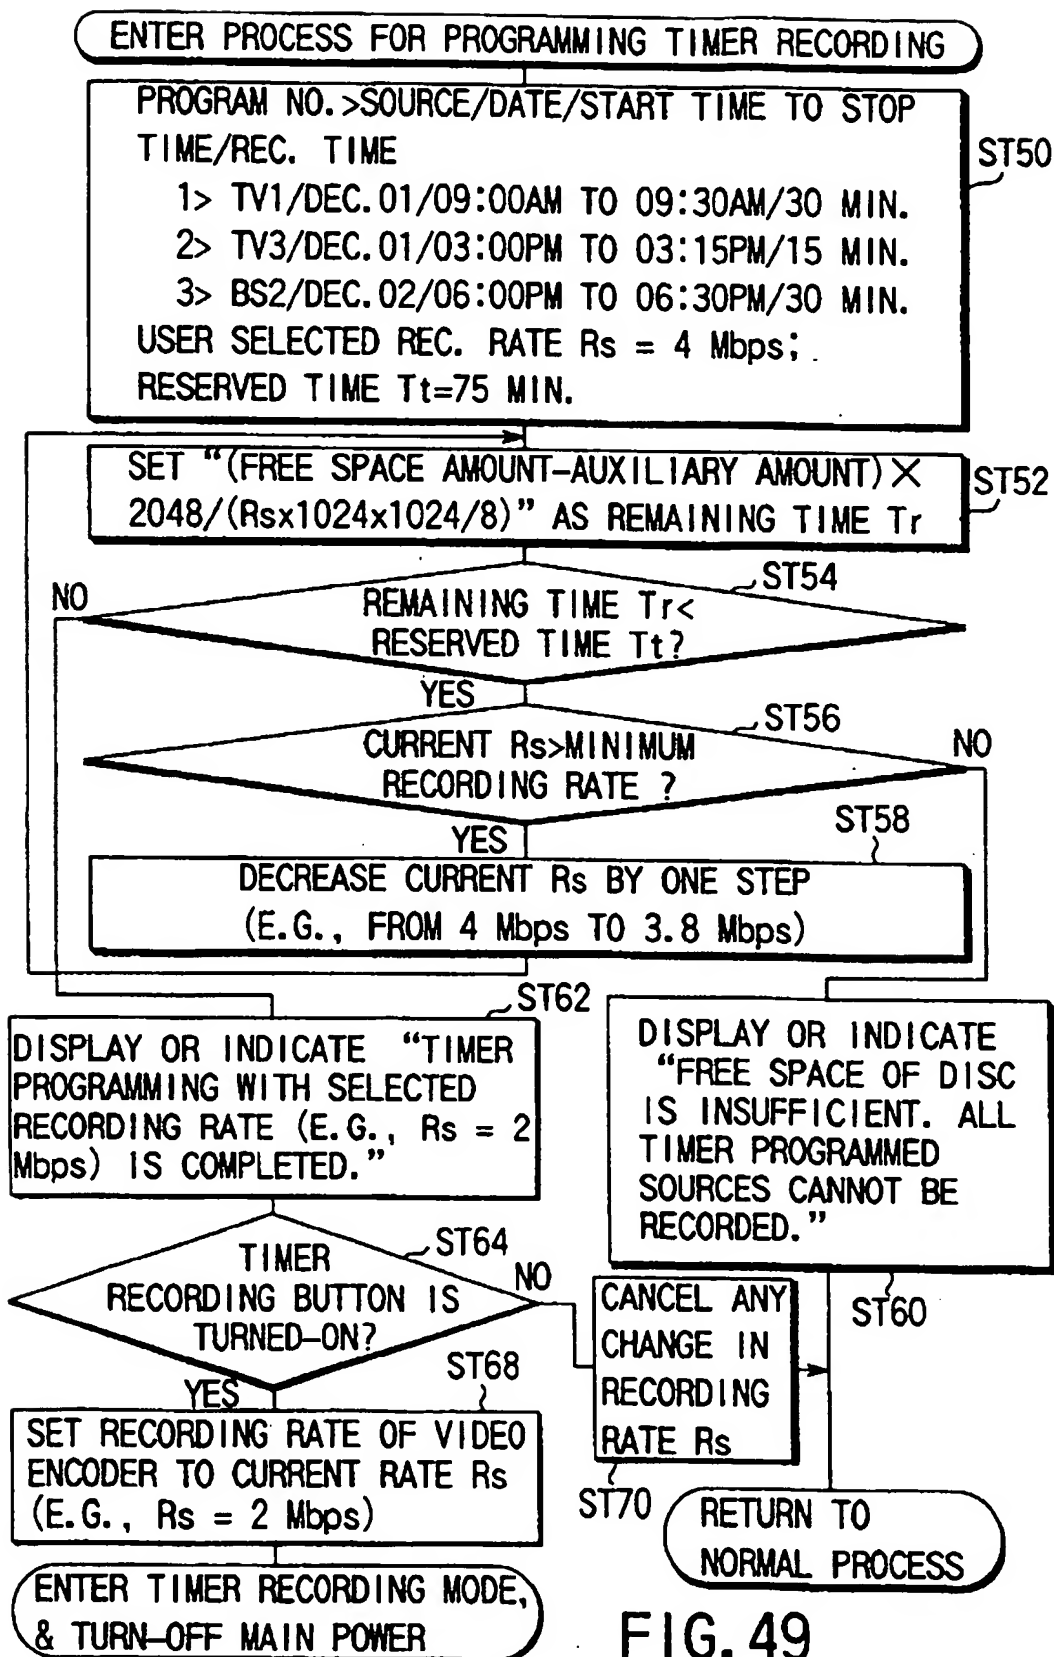 ENTER PROCESS FOR PROGRAMMING TIMER RECORDING
PROGRAM NO.>SOURCE/DATE/START TIME TO STOP
TIME/REC. TIME
1> TV1/DEC.01/09:00AM TO 09:30AM/30 MIN.
2> TV3/DEC.01/03:00PM TO 03:15PM/15 MIN.
3> BS2/DEC.02/06:00PM TO 06:30PM/30 MIN.
USER SELECTED REC. RATE Rs = 4 Mbps;
RESERVED TIME Tt=75 MIN.
ST50
SET "(FREE SPACE AMOUNT-AUXILIARY AMOUNT)×
2048/(Rsx1024x1024/8)" AS REMAINING TIME Tr
ST52
ST54
NO
REMAINING TIME Tr<
RESERVED TIME Tt?
YES
ST56
CURRENT Rs>MINIMUM
RECORDING RATE ?
NO
YES
ST58
DECREASE CURRENT Rs BY ONE STEP
(E.G., FROM 4 Mbps TO 3.8 Mbps)
ST62
DISPLAY OR INDICATE "TIMER
PROGRAMMING WITH SELECTED
RECORDING RATE (E.G., Rs = 2
Mbps) IS COMPLETED."
DISPLAY OR INDICATE
"FREE SPACE OF DISC
IS INSUFFICIENT. ALL
TIMER PROGRAMMED
SOURCES CANNOT BE
RECORDED."
ST60
ST64
TIMER
RECORDING BUTTON IS
TURNED-ON?
NO
YES
CANCEL ANY
CHANGE IN
RECORDING
RATE Rs
ST70
ST68
SET RECORDING RATE OF VIDEO
ENCODER TO CURRENT RATE Rs
(E.G., Rs = 2 Mbps)
RETURN TO
NORMAL PROCESS
ENTER TIMER RECORDING MODE,
& TURN-OFF MAIN POWER
FIG. 49